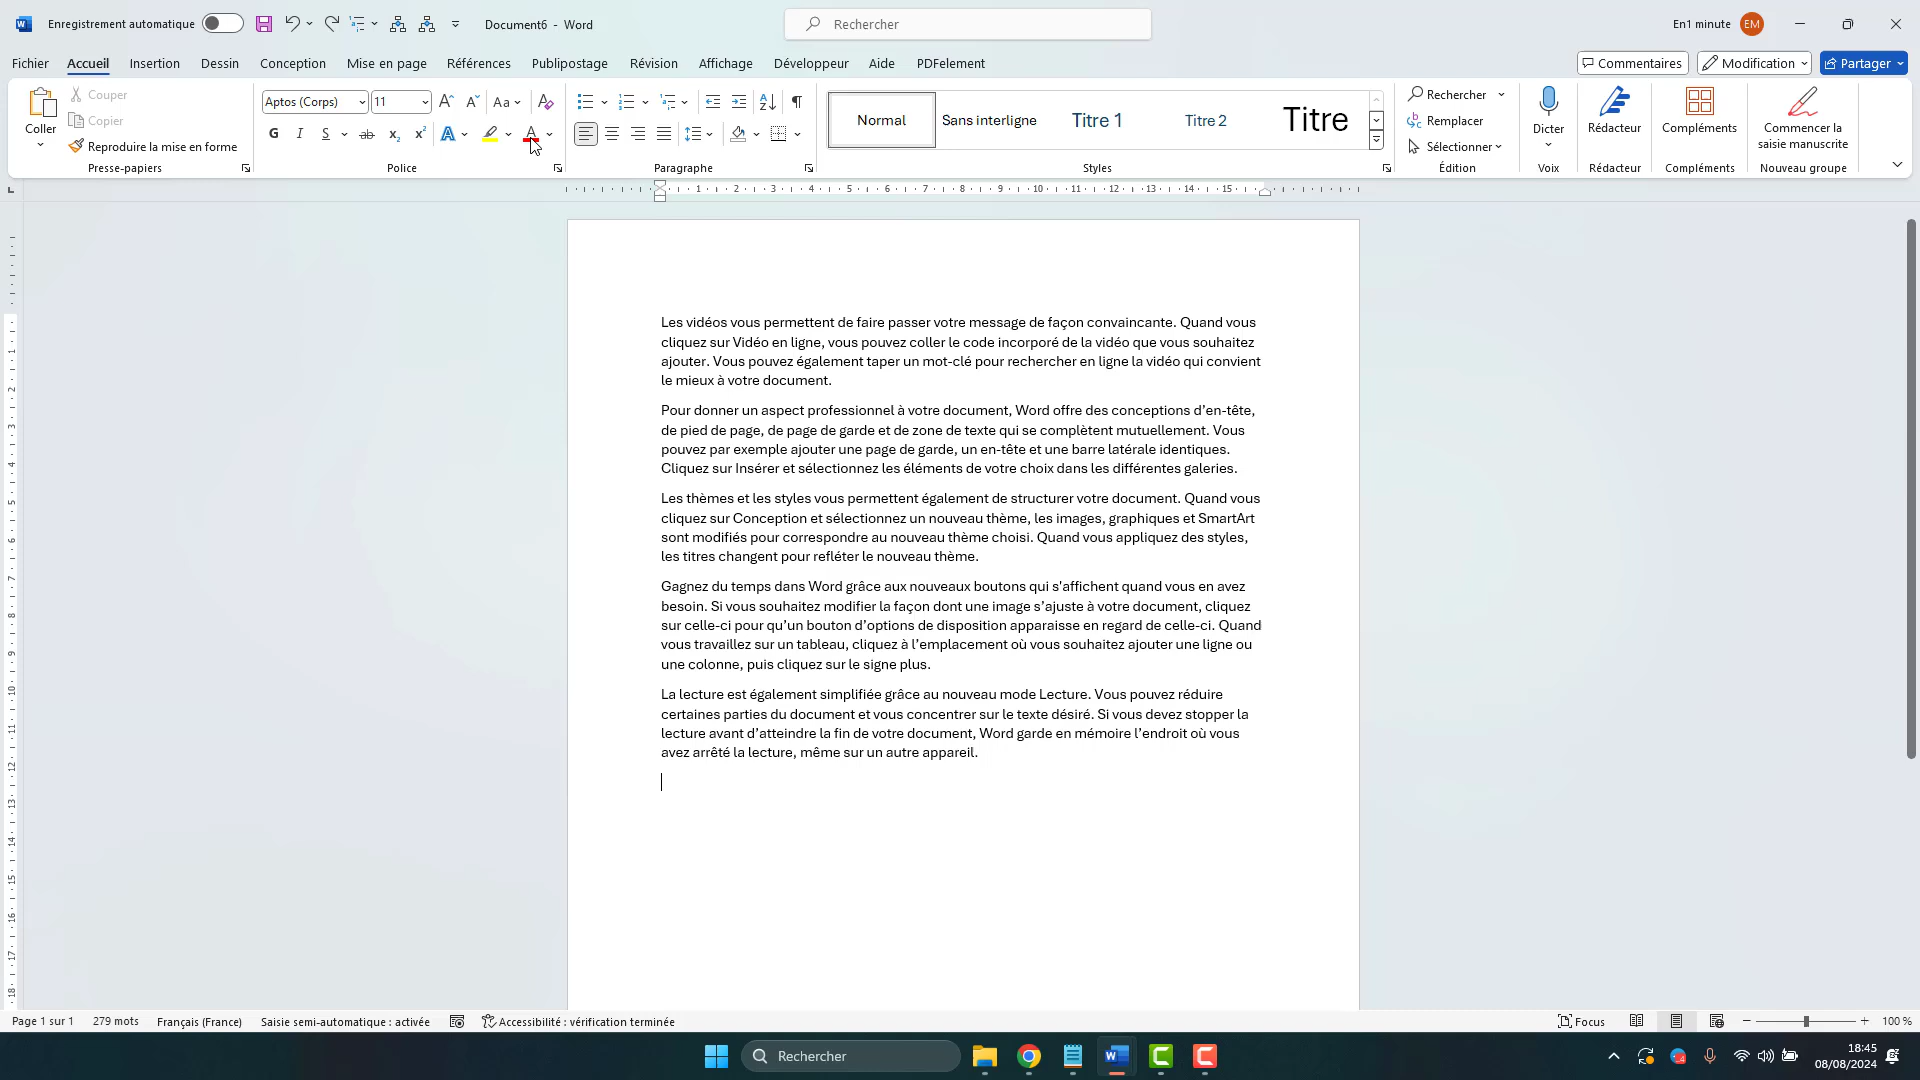 Enregistrement automatique
Document6 - Word
Rechercher
En1 minute
EM
Fichier Accueil Insertion Dessin Conception Mise en page Références Publipostage Révision Affichage Développeur Aide PDFelement
Commentaires
Modification
Partager
Coller
Couper
Copier
Reproduire la mise en forme
Presse-papiers
Aptos (Corps)
11
Aa
G I S ab
Police
Paragraphe
Normal
Sans interligne
Titre 1
Titre 2
Titre
Styles
Rechercher
Remplacer
Sélectionner
Édition
Dicter
Voix
Rédacteur
Rédacteur
Compléments
Compléments
Commencer la
saisie manuscrite
Nouveau groupe
1 2 3 4 5 6 7 8 9 10 11 12 13 14 15
Les vidéos vous permettent de faire passer votre message de façon convaincante. Quand vous
cliquez sur Vidéo en ligne, vous pouvez coller le code incorporé de la vidéo que vous souhaitez
ajouter. Vous pouvez également taper un mot-clé pour rechercher en ligne la vidéo qui convient
le mieux à votre document.
Pour donner un aspect professionnel à votre document, Word offre des conceptions d’en-tête,
de pied de page, de page de garde et de zone de texte qui se complètent mutuellement. Vous
pouvez par exemple ajouter une page de garde, un en-tête et une barre latérale identiques.
Cliquez sur Insérer et sélectionnez les éléments de votre choix dans les différentes galeries.
Les thèmes et les styles vous permettent également de structurer votre document. Quand vous
cliquez sur Conception et sélectionnez un nouveau thème, les images, graphiques et SmartArt
sont modifiés pour correspondre au nouveau thème choisi. Quand vous appliquez des styles,
les titres changent pour refléter le nouveau thème.
Gagnez du temps dans Word grâce aux nouveaux boutons qui s'affichent quand vous en avez
besoin. Si vous souhaitez modifier la façon dont une image s’ajuste à votre document, cliquez
sur celle-ci pour qu’un bouton d’options de disposition apparaisse en regard de celle-ci. Quand
vous travaillez sur un tableau, cliquez à l’emplacement où vous souhaitez ajouter une ligne ou
une colonne, puis cliquez sur le signe plus.
La lecture est également simplifiée grâce au nouveau mode Lecture. Vous pouvez réduire
certaines parties du document et vous concentrer sur le texte désiré. Si vous devez stopper la
lecture avant d’atteindre la fin de votre document, Word garde en mémoire l’endroit où vous
avez arrêté la lecture, même sur un autre appareil.
Page 1 sur 1
279 mots
Français (France)
Saisie semi-automatique : activée
Accessibilité : vérification terminée
Focus
100 %
Rechercher
18:45
08/08/2024